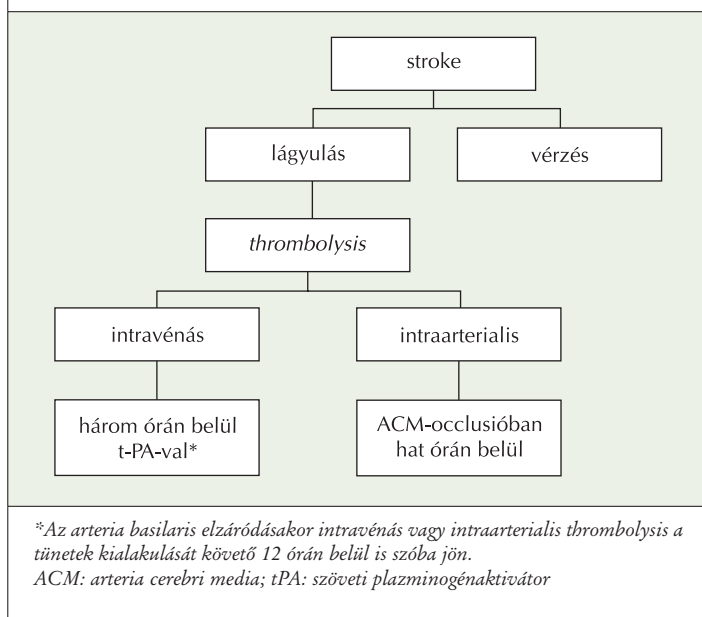 stroke
lágyulás
vérzés
thrombolysis
intravénás
intraarterialis
három órán belül
t-PA-val*
ACM-occlusióban
hat órán belül
*Az arteria basilaris elzáródásakor intravénás vagy intraarterialis thrombolysis a
tünetek kialakulását követő 12 órán belül is szóba jön.
ACM: arteria cerebri media; tPA: szöveti plazminogénaktivátor